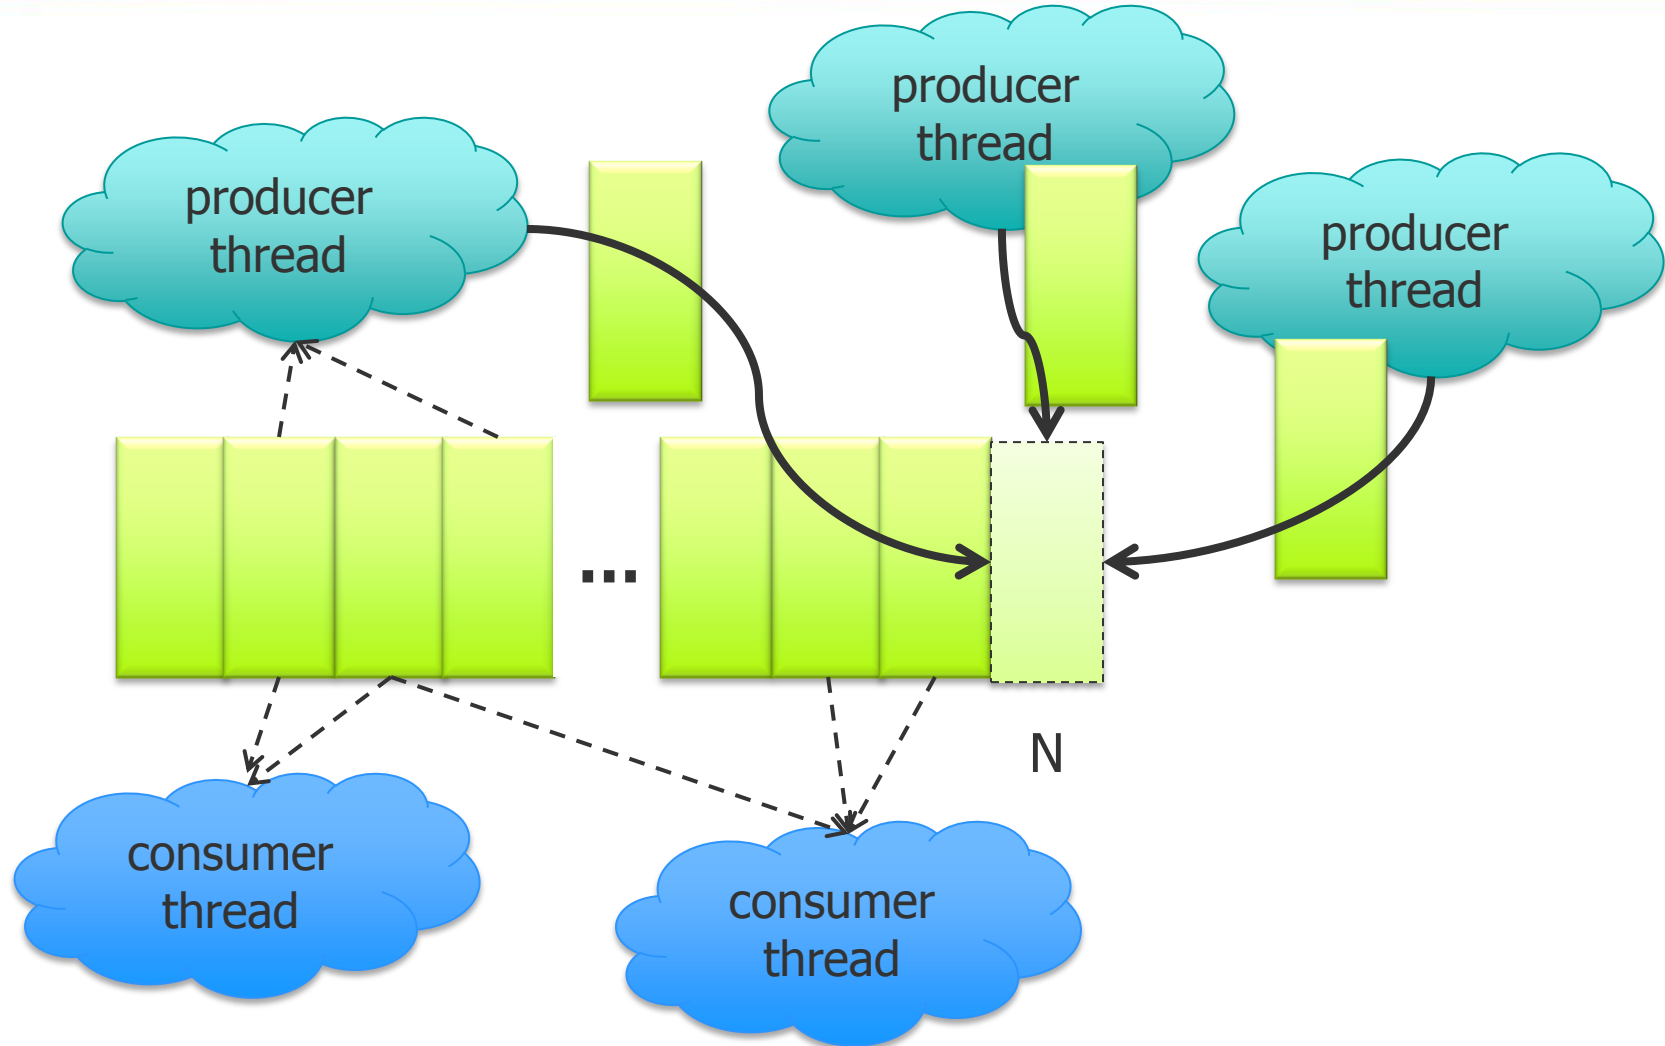 producer
thread
producer
thread
producer
thread
...
N
consumer
thread
consumer
thread